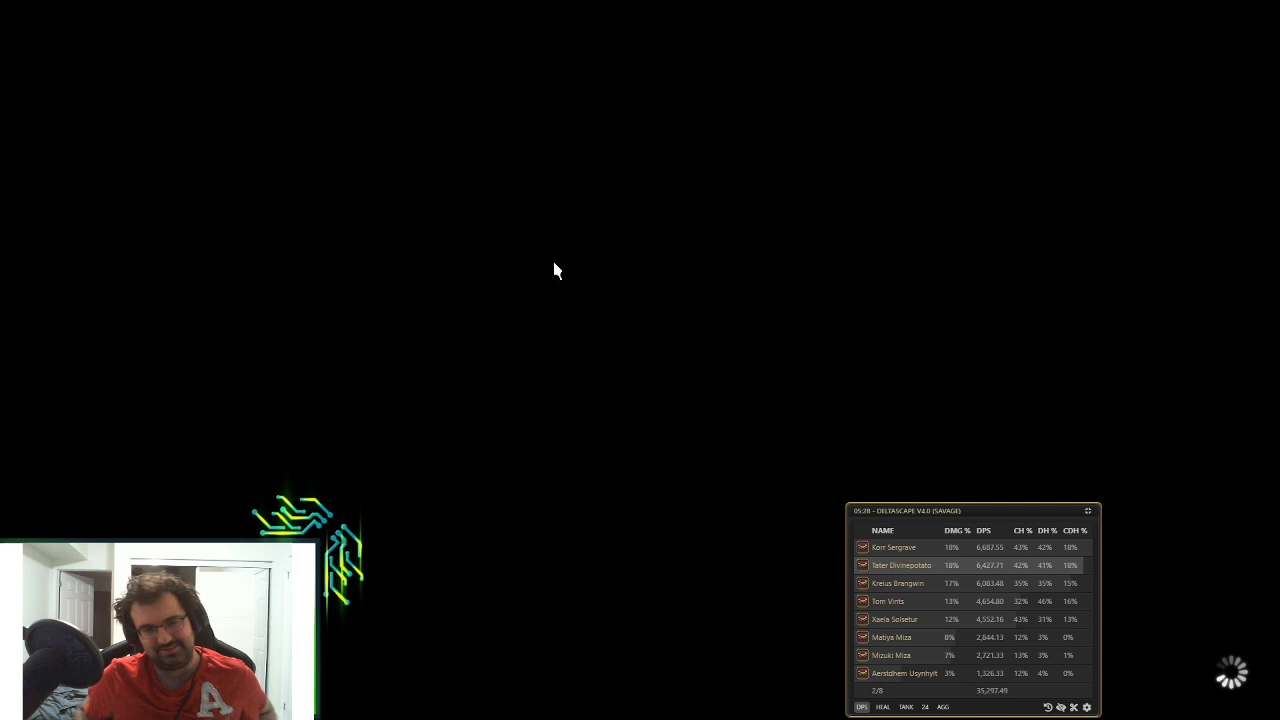 05:28 - DELTASCAPE V4.0 (SAVAGE)
NAME DMG % DPS CH % DH % CDH %
Korr Sergrave 18% 6,687.55 43% 42% 18%
Tater Divinepotato 18% 6,427.71 42% 41% 18%
Kreius Brangwin 17% 6,083.48 35% 35% 15%
Tom Vints 13% 4,654.80 32% 46% 16%
Xaela Solsetur 12% 4,552.16 43% 31% 13%
Matiya Miza 8% 2,844.13 12% 3% 0%
Mizuki Miza 7% 2,721.33 13% 3% 1%
Aerstdhem Usynhylt 3% 1,326.33 12% 4% 0%
2/8 35,297.49
DPS HEAL TANK 24 AGG
A